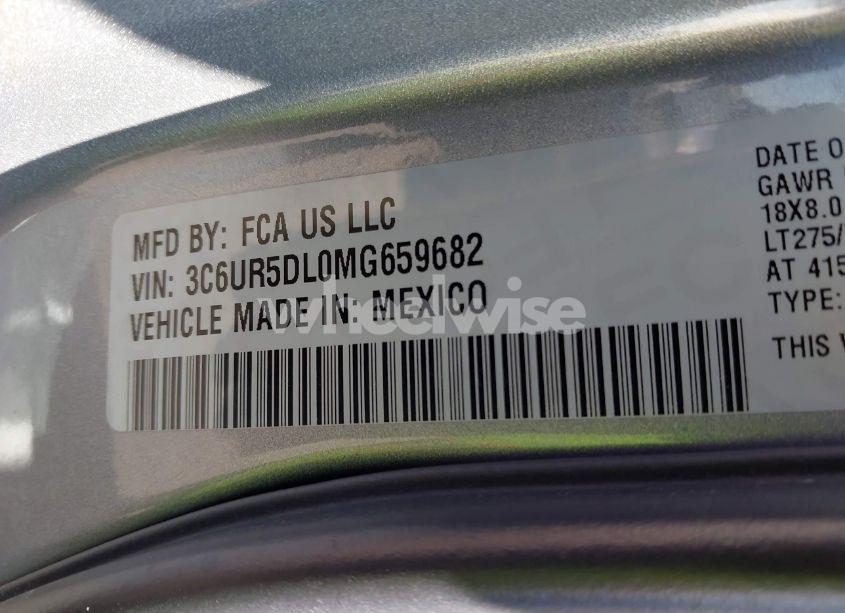 MFD BY: FCA US LLC
VIN: 3C6UR5DL0MG659682
VEHICLE MADE IN: MEXICO
DATE O
GAWR
18X8.0
LT275/
AT 415
TYPE:
THIS
wheelwise